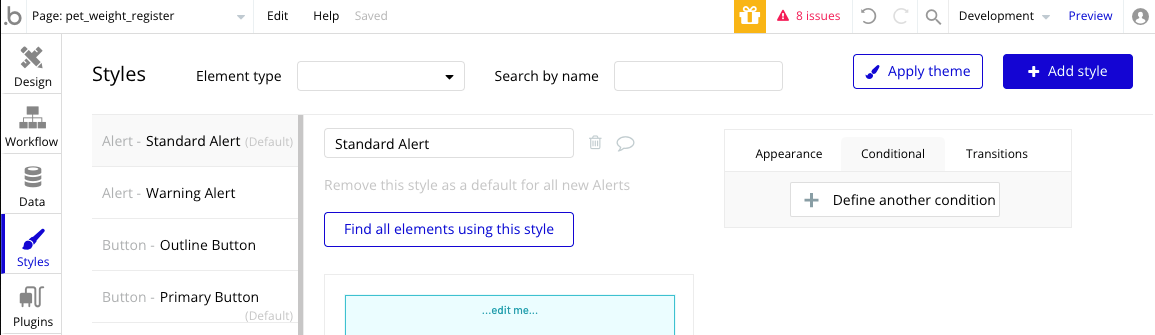 .b Page: pet_weight_register Edit Help Saved 8 issues Development Preview
Design
Workflow
Data
Styles
Plugins
Styles Element type Search by name Apply theme Add style
Alert - Standard Alert (Default)
Alert - Warning Alert
Button - Outline Button
Button - Primary Button
(Default)
Standard Alert
Remove this style as a default for all new Alerts
Find all elements using this style
...edit me...
Appearance Conditional Transitions
Define another condition